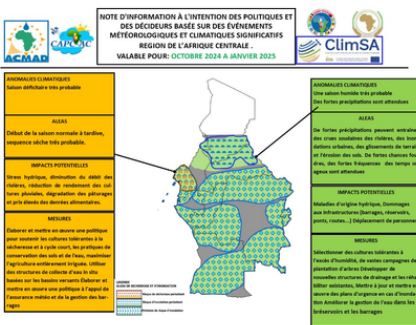 NOTE D'INFORMATION À L'INTENTION DES POLITIQUES ET
DES DÉCIDEURS BASÉE SUR DES ÉVÉNEMENTS
MÉTÉOROLOGIQUES ET CLIMATIQUES SIGNIFICATIFS
REGION DE L'AFRIQUE CENTRALE .
VALABLE POUR: OCTOBRE 2024 A JANVIER 2025
ACMAD
CAPC-AC
ClimSA
ANOMALIES CLIMATIQUES
Saison déficitaire très probable
ALEAS
Début de la saison normale à tardive,
sequence sèche très probable.
IMPACTS POTENTIELLES
Stress hydrique, diminution du débit des
rivières, réduction de rendement des cul-
tures pluviales, dégradation des pâturages
et prix élevés des denrées alimentaires.
MESURES
Élaborer et mettre en œuvre une politique
pour soutenir les cultures tolérantes à la
sécheresse et à cycle court, les pratiques de
conservation des sols et de l'eau, maximiser
l'agriculture entièrement irriguée. Utiliser
des structures de collecte d'eau in situ
basées sur les bassins versants Élaborer et
mettre en œuvre une politique à l'appui de
l'assurance météo et de la gestion des bar-
rages
ANOMALIES CLIMATIQUES
Une saison humide très probable
Des fortes précipitations sont attendues
ALEAS
De fortes précipitations peuvent entraîne
des crues soudaines des rivières, des inon
dations urbaines, des glissements de terrai
et l'érosion des sols. De fortes chances fou
dres, des fortes fréquences des temps o
ageux sont attendues
IMPACTS POTENTIELLES
Maladies d'origine hydrique, Dommages
aux infrastructures (barrages, réservoirs,
ponts, routes...) Déplacement de personne
MESURES
Sélectionner des cultures tolérantes à
l'excès d'humidité, de vastes campagnes de
plantation d'arbres Développer de
nouvelles structures de drainage et les réha
biliter existantes, Mettre à jour et mettre e
œuvre des plans d'urgence en cas d'inonda
tion Améliorer la gestion de l'eau dans les
réservoirs et les barrages